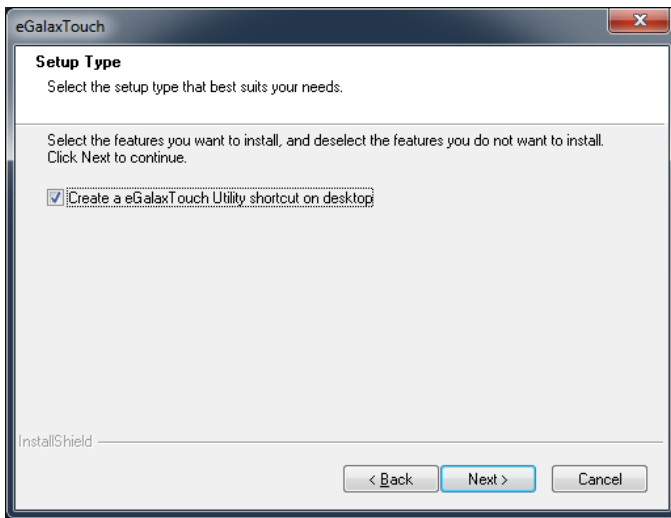 eGalaxTouch
Setup Type
Select the setup type that best suits your needs.
Select the features you want to install, and deselect the features you do not want to install.
Click Next to continue.
Create a eGalaxTouch Utility shortcut on desktop
InstallShield
< Back
Next >
Cancel